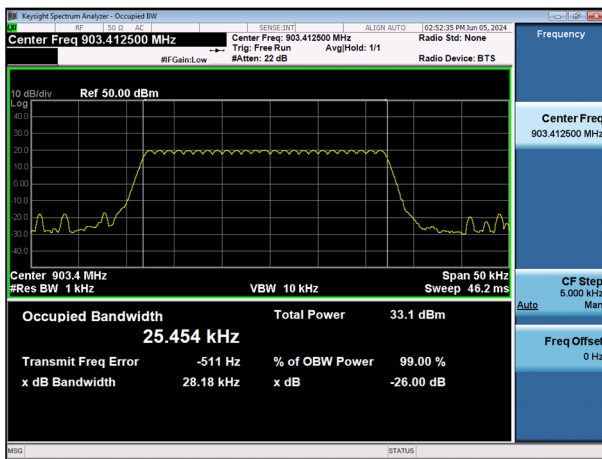 Keysight Spectrum Analyzer - Occupied BW
RF 50 Ω AC SENSE:INT ALIGN AUTO 02:52:35 PM Jun 05, 2024
Center Freq 903.412500 MHz Center Freq: 903.412500 MHz Radio Std: None
Trig: Free Run Avg|Hold: 1/1
#IFGain:Low #Atten: 22 dB Radio Device: BTS
Frequency
10 dB/div Ref 50.00 dBm
Log
40.0
30.0
20.0
10.0
0.00
-10.0
-20.0
-30.0
-40.0
Center Freq
903.412500 MHz
Center 903.4 MHz Span 50 kHz
#Res BW 1 kHz VBW 10 kHz Sweep 46.2 ms
CF Step
5.000 kHz
Auto Man
Occupied Bandwidth Total Power 33.1 dBm
25.454 kHz
Transmit Freq Error -511 Hz % of OBW Power 99.00 %
x dB Bandwidth 28.18 kHz x dB -26.00 dB
Freq Offset
0 Hz
MSG STATUS